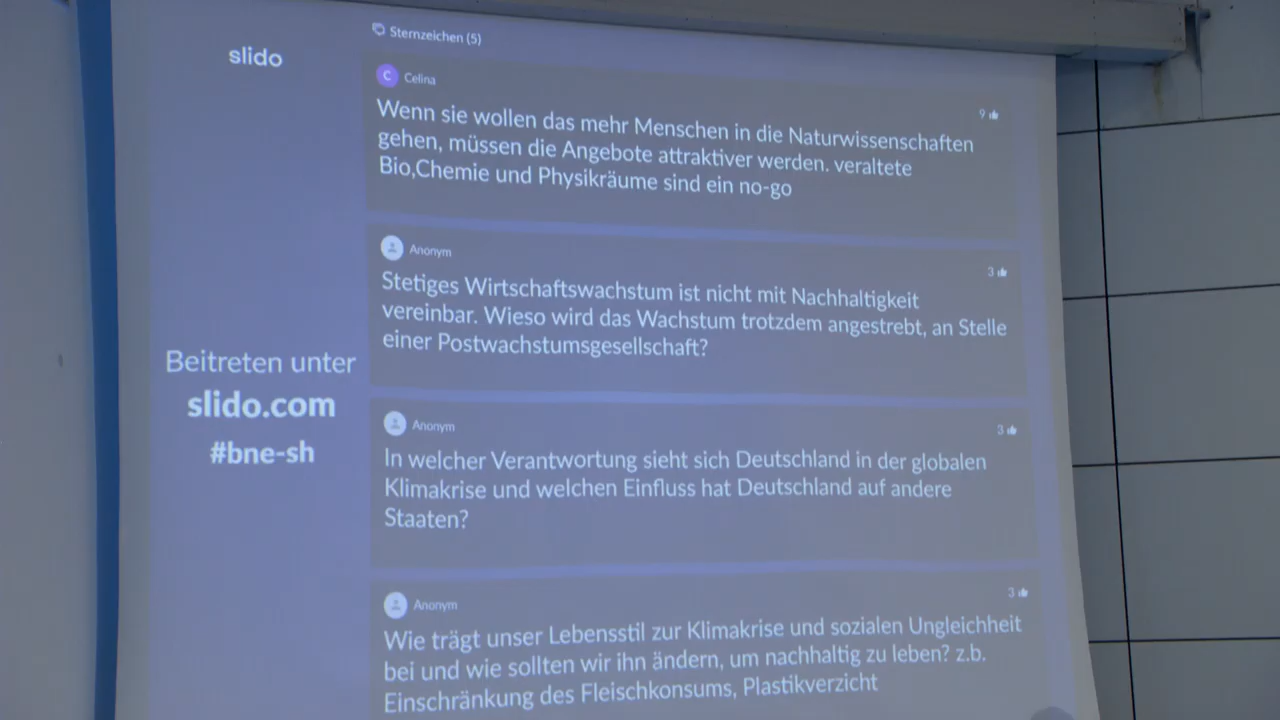 slido
Sternzeichen (5)
C Celina
9
Wenn sie wollen das mehr Menschen in die Naturwissenschaften
gehen, müssen die Angebote attraktiver werden. veraltete
Bio,Chemie und Physikräume sind ein no-go
Anonym
3
Stetiges Wirtschaftswachstum ist nicht mit Nachhaltigkeit
vereinbar. Wieso wird das Wachstum trotzdem angestrebt, an Stelle
einer Postwachstumsgesellschaft?
Beitreten unter
slido.com
#bne-sh
Anonym
3
In welcher Verantwortung sieht sich Deutschland in der globalen
Klimakrise und welchen Einfluss hat Deutschland auf andere
Staaten?
Anonym
3
Wie trägt unser Lebensstil zur Klimakrise und sozialen Ungleichheit
bei und wie sollten wir ihn ändern, um nachhaltig zu leben? z.b.
Einschränkung des Fleischkonsums, Plastikverzicht